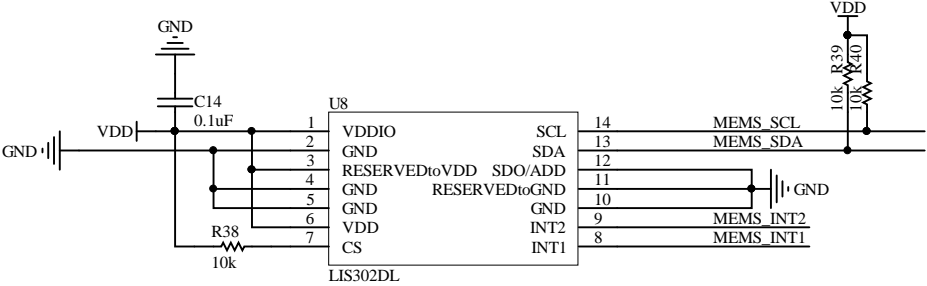 GND
VDD
C14
0.1uF
VDD
GND
U8
1 VDDIO SCL 14 MEMS_SCL
2 GND SDA 13 MEMS_SDA
3 RESERVEDtoVDD SDO/ADD 12
4 GND RESERVEDtoGND 11
5 GND GND 10
6 VDD INT2 9 MEMS_INT2
7 CS INT1 8 MEMS_INT1
LIS302DL
R38
10k
GND
R39
10k
R40
10k